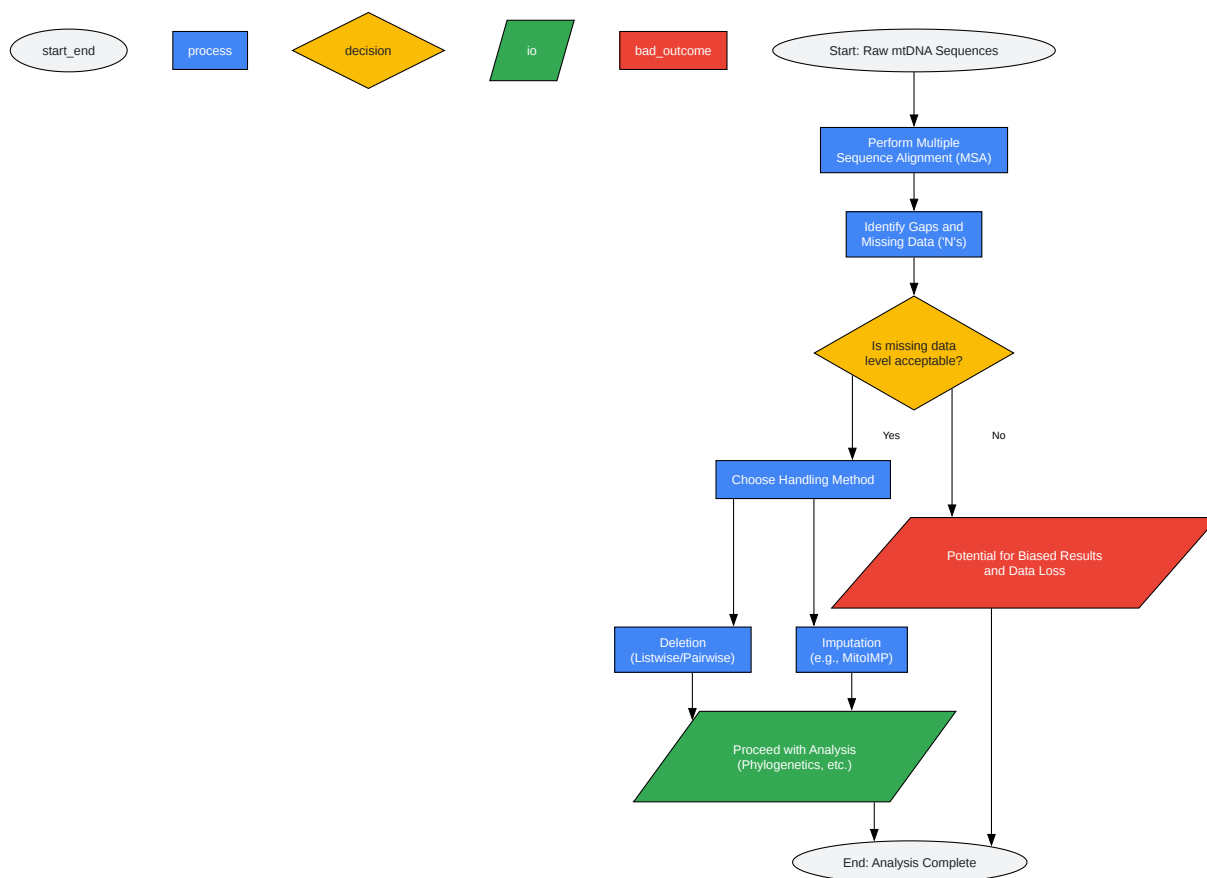 start_end
process
decision
io
bad_outcome
Start: Raw mtDNA Sequences
Perform Multiple
Sequence Alignment (MSA)
Identify Gaps and
Missing Data ('N's)
Is missing data
level acceptable?
Yes
No
Choose Handling Method
Potential for Biased Results
and Data Loss
Deletion
(Listwise/Pairwise)
Imputation
(e.g., MitoIMP)
Proceed with Analysis
(Phylogenetics, etc.)
End: Analysis Complete